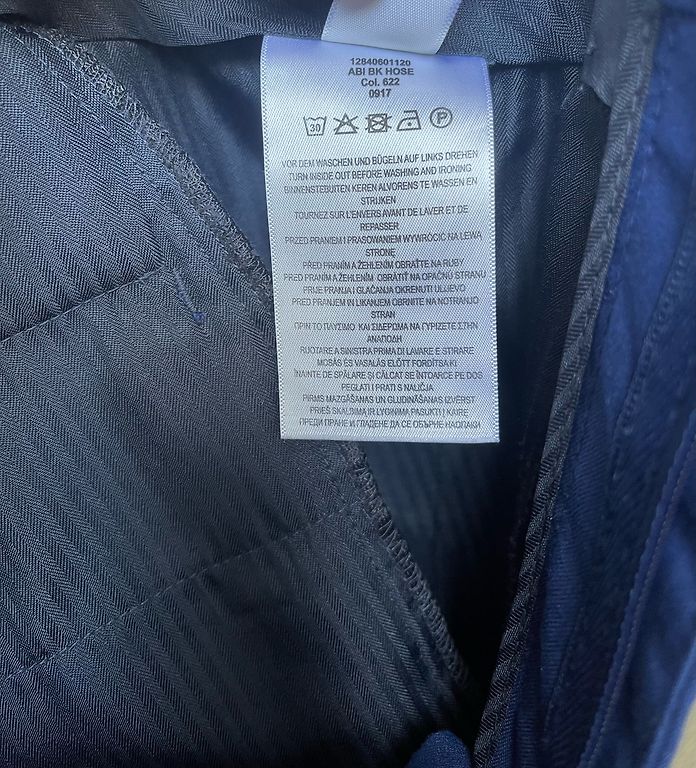 12840601120
ABI BK HOSE
Col. 622
0917
30 P
VOR DEM WASCHEN UND BÜGELN AUF LINKS DREHEN
TURN INSIDE OUT BEFORE WASHING AND IRONING
BINNENSTEBUITEN KEREN ALVORENS TE WASSEN EN
STRIJKEN
TOURNEZ SUR L'ENVERS AVANT DE LAVER ET DE
REPASSER
PRZED PRANIEM I PRASOWANIEM WYWRÓCIĆ NA LEWĄ
STRONĘ
PŘED PRANÍM A ŽEHLENÍM OBRAŤTE NA RUBY
PRED PRANÍM A ŽEHLENÍM OBRÁTIŤ NA OPAČNÚ STRANU
PRIJE PRANJA I GLAČANJA OKRENUTI ULIJEVO
PRED PRANJEM IN LIKANJEM OBRNITE NA NOTRANJO
STRAN
ΠΡΙΝ ΤΟ ΠΛΥΣΙΜΟ ΚΑΙ ΣΙΔΕΡΩΜΑ ΝΑ ΓΥΡΙΖΕΤΕ ΣΤΗΝ
ΑΝΑΠΟΔΗ
RUOTARE A SINISTRA PRIMA DI LAVARE E STIRARE
MOSÁS ÉS VASALÁS ELŐTT FORDÍTSA KI
ÎNAINTE DE SPĂLARE ŞI CĂLCAT SE ÎNTOARCE PE DOS
PEGLATI I PRATI S NALIČJA
PIRMS MAZGĀŠANAS UN GLUDINĀŠANAS IZVĒRST
PRIEŠ SKALBIMĄ IR LYGINIMĄ PASUKTI Į KAIRĘ
ПРЕДИ ПРАНЕ И ГЛАДЕНЕ ДА СЕ ОБЪРНЕ НАОПАКИ